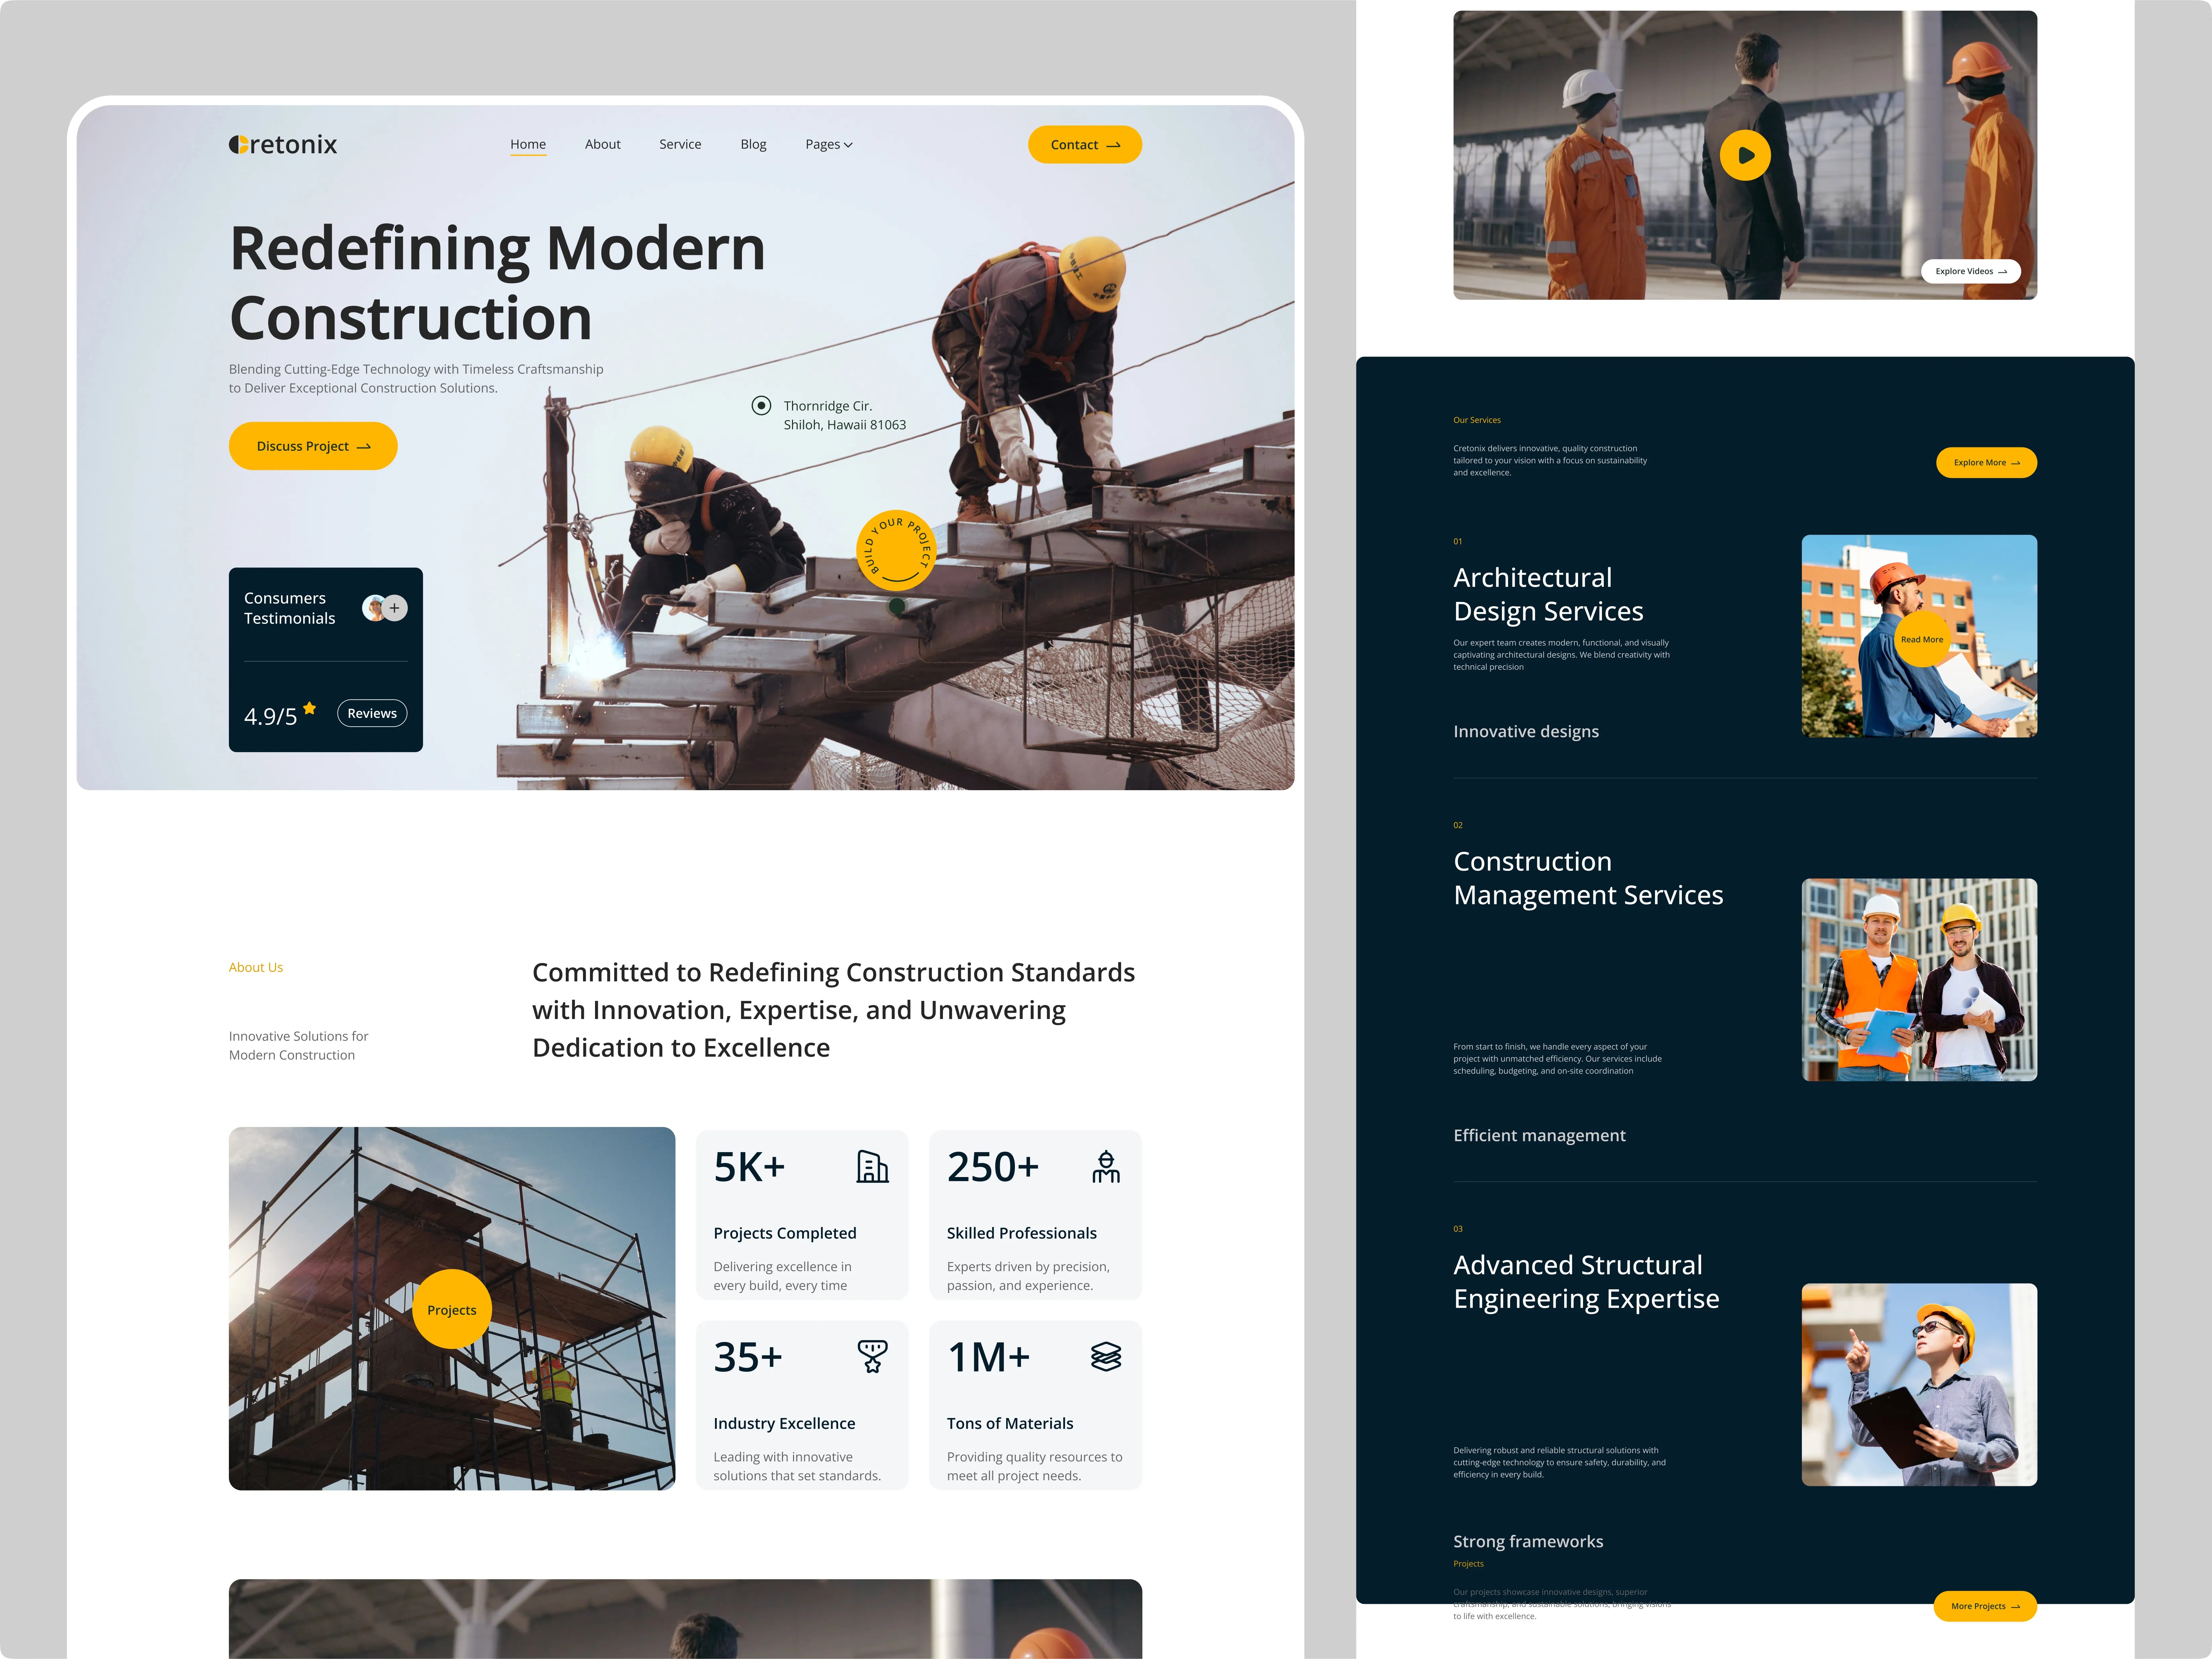 Cretonix
Home
About
Service
Blog
Pages
Contact
Redefining Modern
Construction
Blending Cutting-Edge Technology with Timeless Craftsmanship
to Deliver Exceptional Construction Solutions.
Discuss Project
Thornridge Cir.
Shiloh, Hawaii 81063
BUILD YOUR PROJECT
Consumers
Testimonials
4.9/5
Reviews
About Us
Innovative Solutions for
Modern Construction
Committed to Redefining Construction Standards
with Innovation, Expertise, and Unwavering
Dedication to Excellence
Projects
5K+
Projects Completed
Delivering excellence in
every build, every time
250+
Skilled Professionals
Experts driven by precision,
passion, and experience.
35+
Industry Excellence
Leading with innovative
solutions that set standards.
1M+
Tons of Materials
Providing quality resources to
meet all project needs.
Explore Videos
Our Services
Cretonix delivers innovative, quality construction
tailored to your vision with a focus on sustainability
and excellence.
Explore More
01
Architectural
Design Services
Our expert team creates modern, functional, and visually
captivating architectural designs. We blend creativity with
technical precision
Read More
Innovative designs
02
Construction
Management Services
From start to finish, we handle every aspect of your
project with unmatched efficiency. Our services include
scheduling, budgeting, and on-site coordination
Efficient management
03
Advanced Structural
Engineering Expertise
Delivering robust and reliable structural solutions with
cutting-edge technology to ensure safety, durability, and
efficiency in every build.
Strong frameworks
Projects
Our projects showcase innovative designs, superior
craftsmanship, and sustainable solutions, bringing visions
to life with excellence.
More Projects